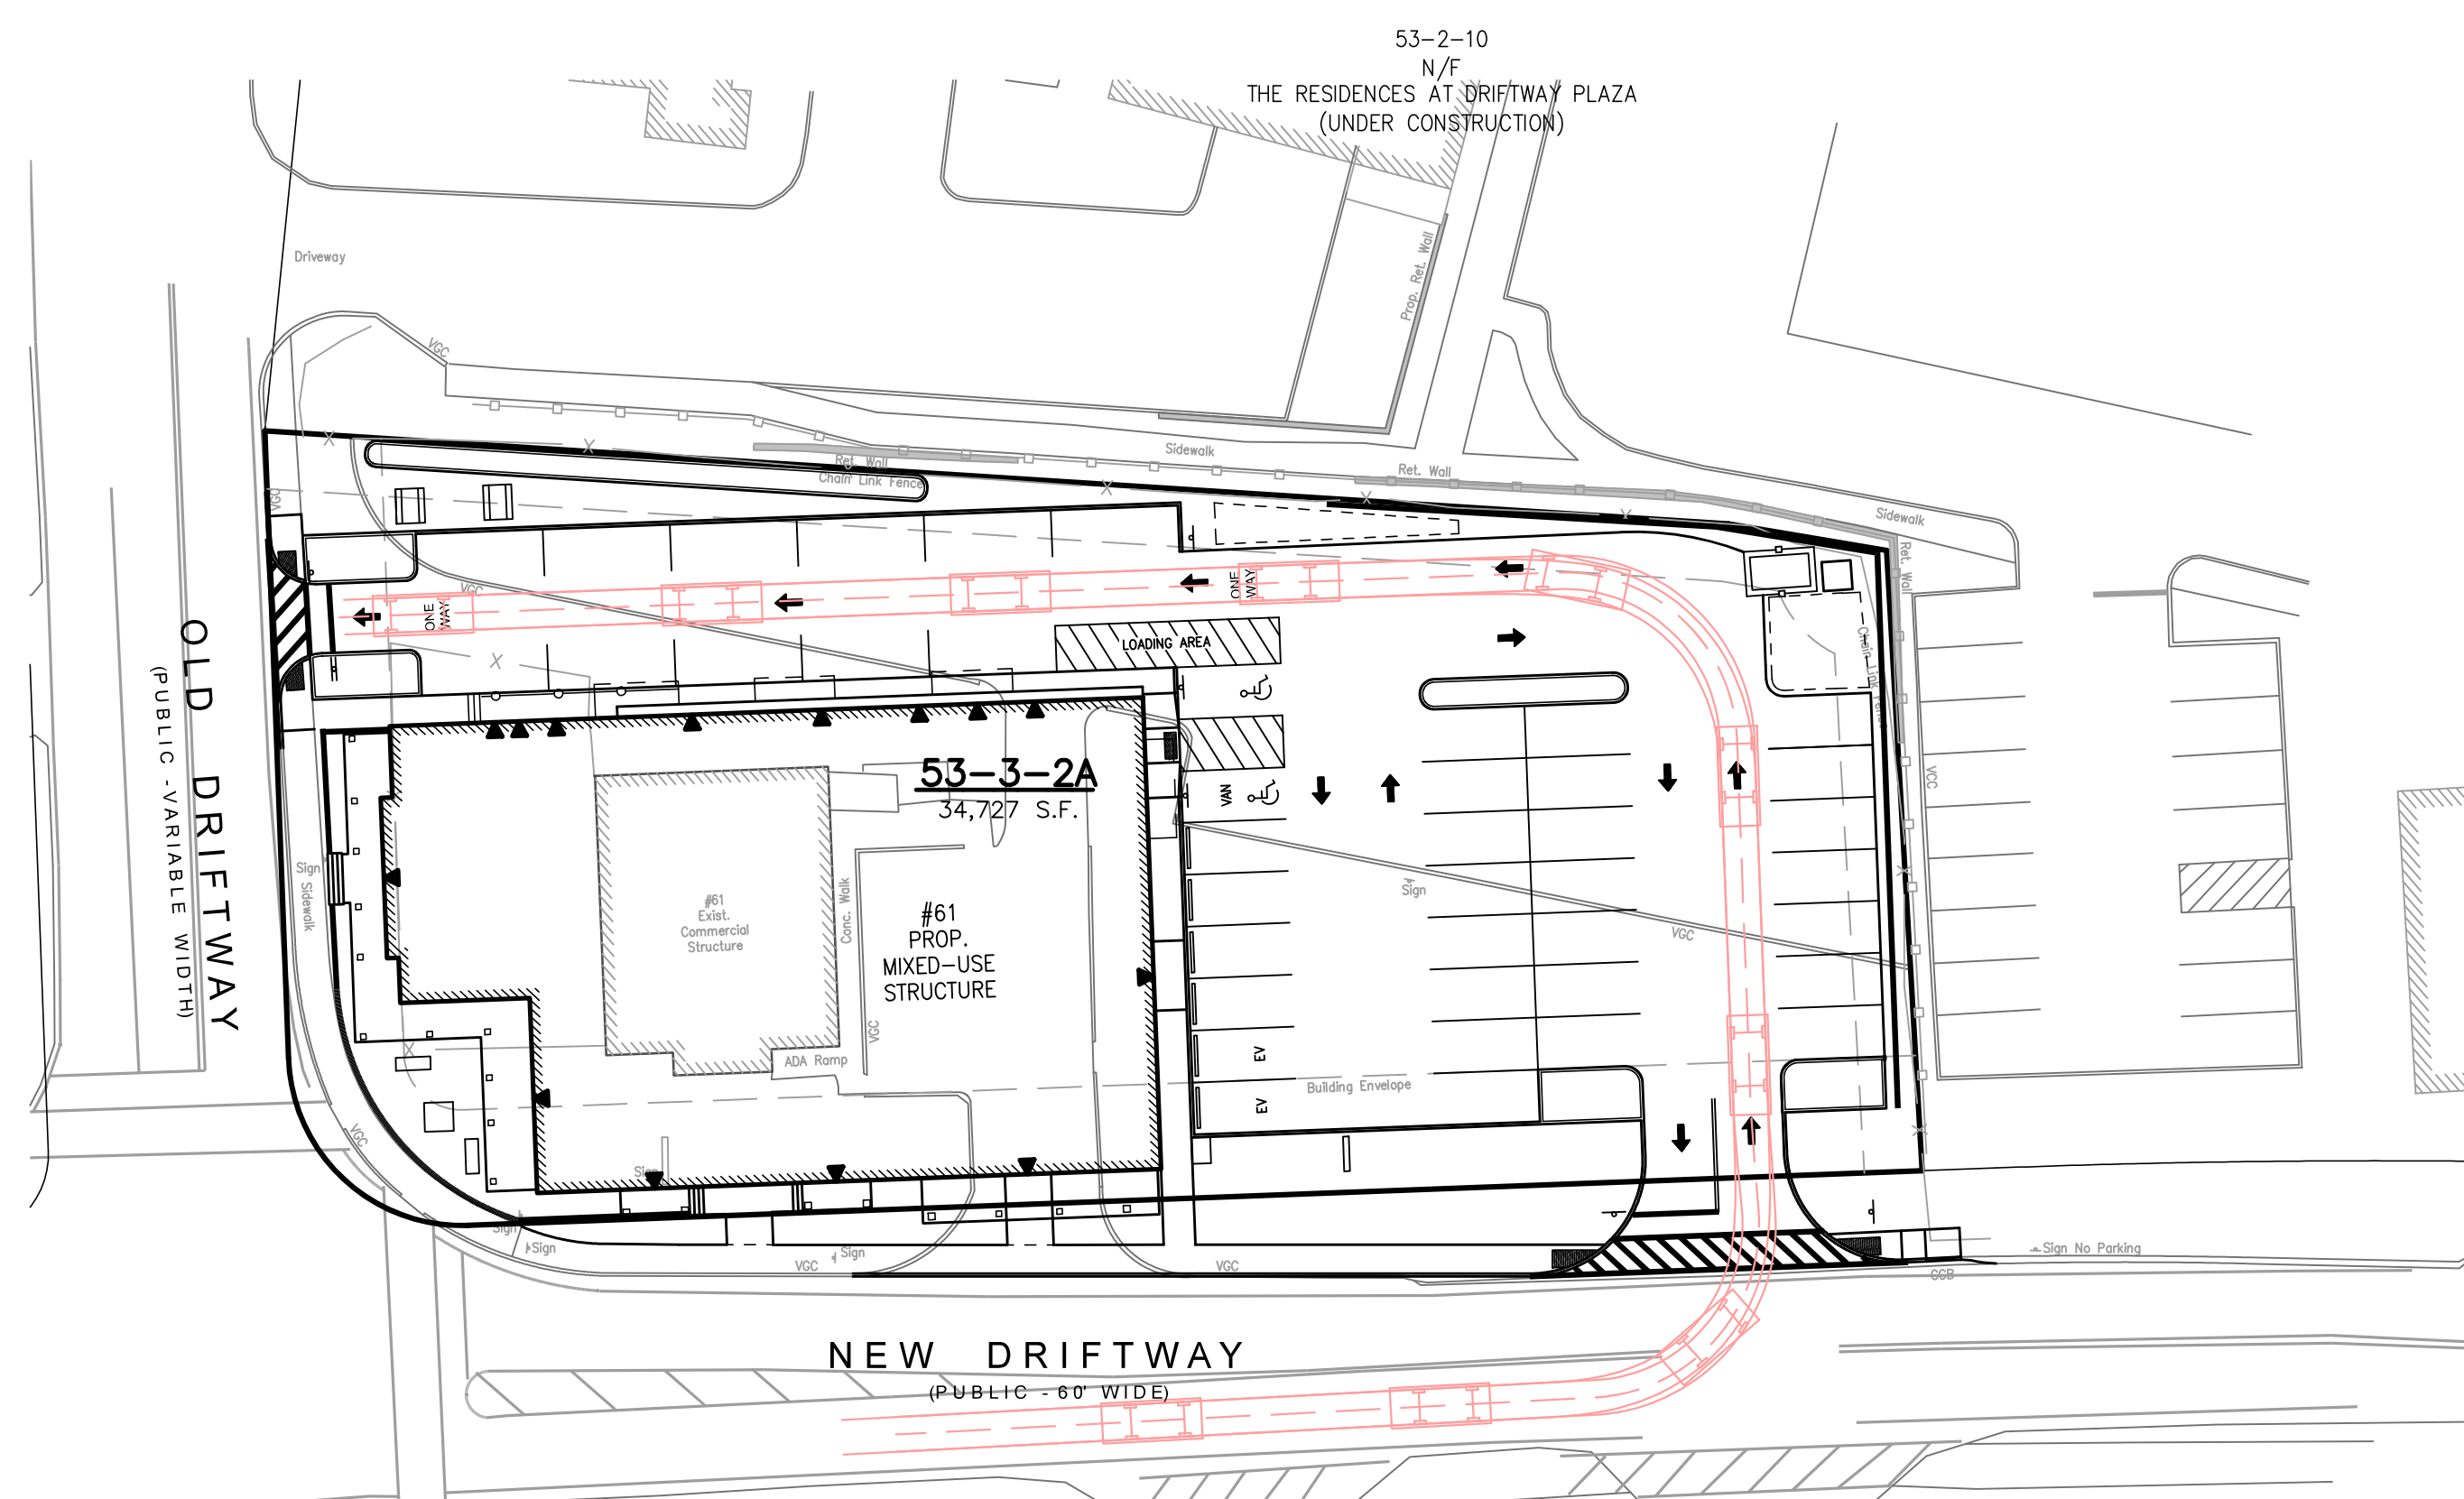 53-2-10
N/F
THE RESIDENCES AT DRIFTWAY PLAZA
(UNDER CONSTRUCTION)
Driveway
VGC
Prop. Ret. Wall
Sidewalk
Ret. Wall
Ret. Wall
Chain Link Fence
Sidewalk
VGC
Ret. Wall
VGC
ONE
WAY
ONE
WAY
LOADING AREA
Chain Link Fence
OLD DRIFTWAY
(PUBLIC -VARIABLE WIDTH)
53-3-2A
34,727 S.F.
VAN
VCC
Sign
Sidewalk
#61
Exist.
Commercial
Structure
Conc. Walk
#61
PROP.
MIXED-USE
STRUCTURE
Sign
VGC
VGC
ADA Ramp
EV
EV
Building Envelope
VGC
Sign
Sign
Sign
Sign
VGC
VGC
Sign No Parking
CGB
NEW DRIFTWAY
(PUBLIC - 60' WIDE)